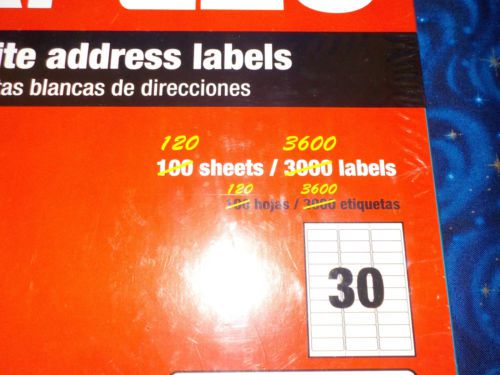 ite address labels
tas blancas de direcciones
120 3600
100 sheets / 3000 labels
120 3600
100 hojas / 3000 etiquetas
30